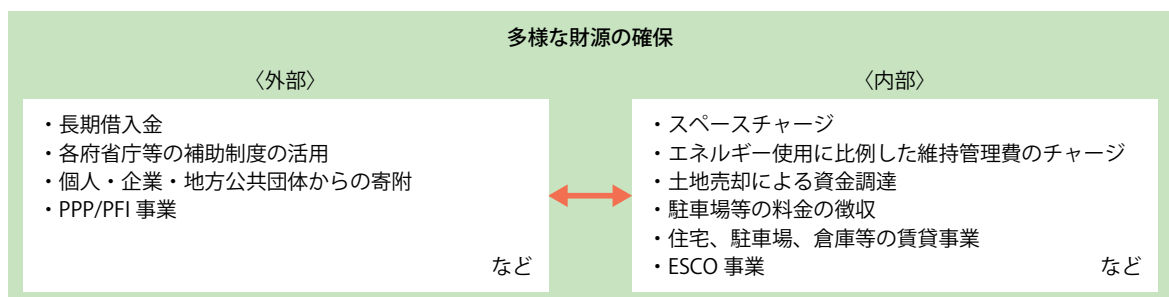 多様な財源の確保
〈外部〉
・長期借入金
・各府省庁等の補助制度の活用
・個人・企業・地方公共団体からの寄附
・PPP/PFI 事業
など
〈内部〉
・スペースチャージ
・エネルギー使用に比例した維持管理費のチャージ
・土地売却による資金調達
・駐車場等の料金の徴収
・住宅、駐車場、倉庫等の賃貸事業
・ESCO 事業 など